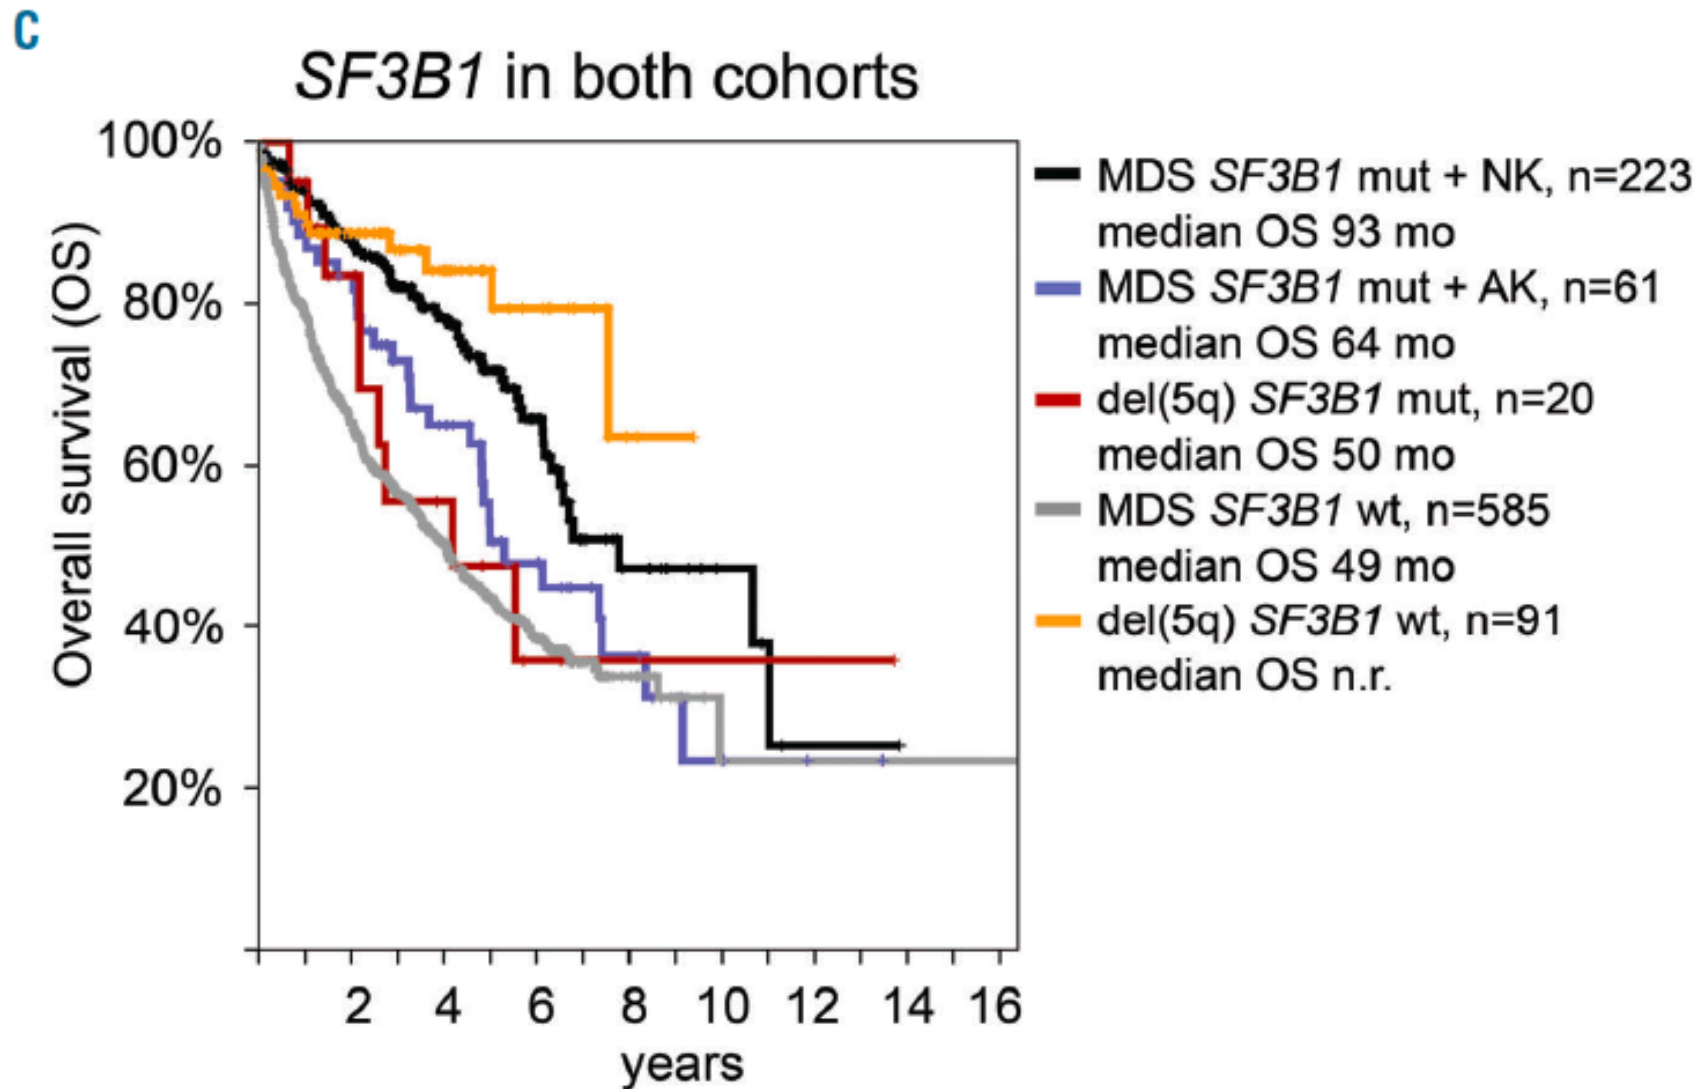 C
SF3B1 in both cohorts
Overall survival (OS)
100%
80%
60%
40%
20%
2 4 6 8 10 12 14 16
years
MDS SF3B1 mut + NK, n=223
median OS 93 mo
MDS SF3B1 mut + AK, n=61
median OS 64 mo
del(5q) SF3B1 mut, n=20
median OS 50 mo
MDS SF3B1 wt, n=585
median OS 49 mo
del(5q) SF3B1 wt, n=91
median OS n.r.